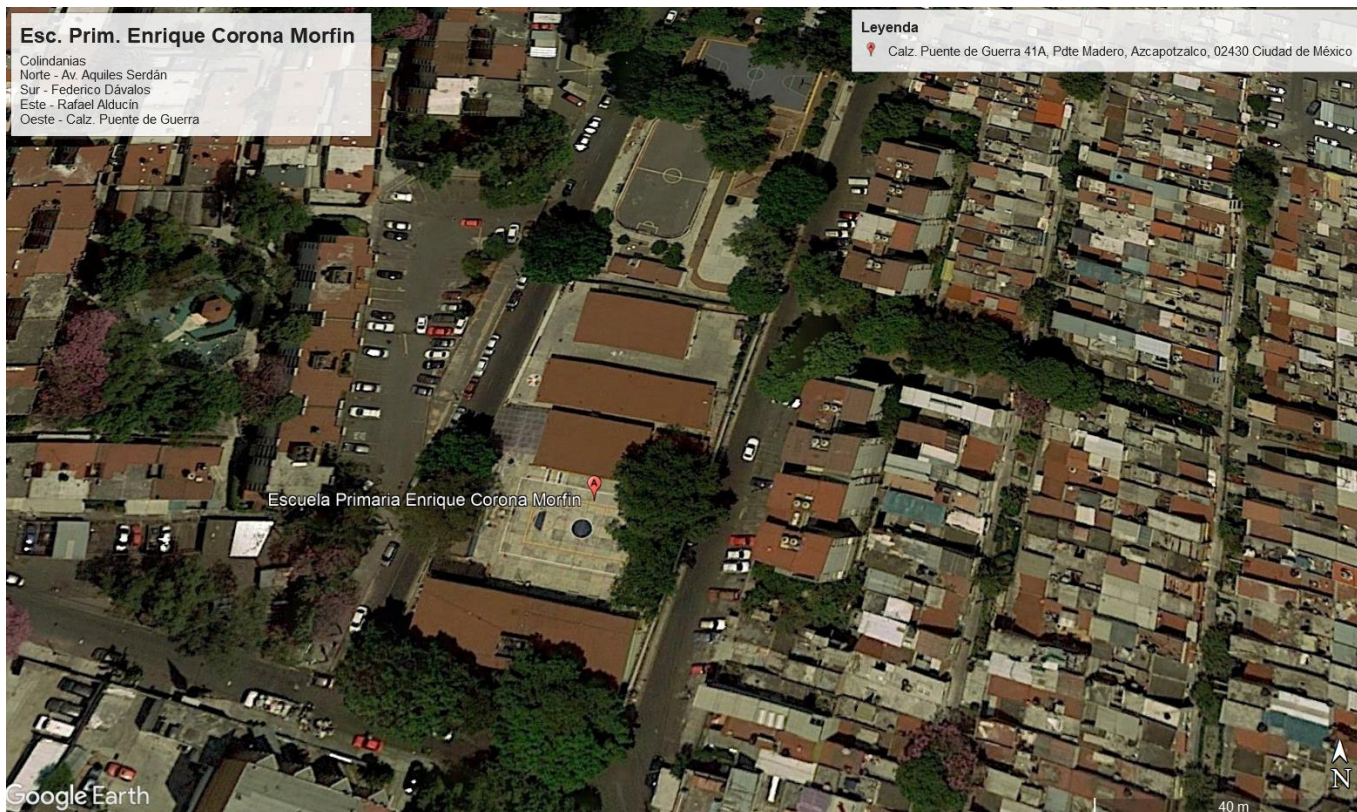 Esc. Prim. Enrique Corona Morfin
Colindanias
Norte - Av. Aquiles Serdán
Sur - Federico Dávalos
Este - Rafael Alducín
Oeste - Calz. Puente de Guerra
Leyenda
A Calz. Puente de Guerra 41A, Pdte Madero, Azcapotzalco, 02430 Ciudad de México
A
Escuela Primaria Enrique Corona Morfin
N
Google Earth
40 m